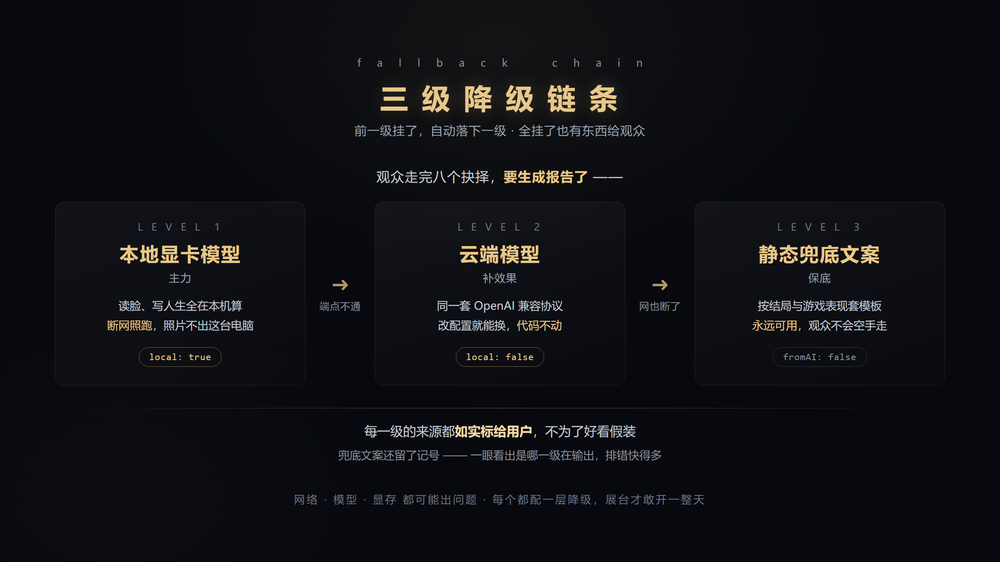 fallback chain
三级降级链条
前一级挂了，自动落下一级 · 全挂了也有东西给观众
观众走完八个抉择，要生成报告了 ——
LEVEL 1
本地显卡模型
主力
读脸、写人生全在本机算
断网照跑，照片不出这台电脑
local: true
→
端点不通
LEVEL 2
云端模型
补效果
同一套 OpenAI 兼容协议
改配置就能换，代码不动
local: false
→
网也断了
LEVEL 3
静态兜底文案
保底
按结局与游戏表现套模板
永远可用，观众不会空手走
fromAI: false
每一级的来源都如实标给用户，不为了好看假装
兜底文案还留了记号 —— 一眼看出是哪一级在输出，排错快得多
网络 · 模型 · 显存 都可能出问题 · 每个都配一层降级，展台才敢开一整天